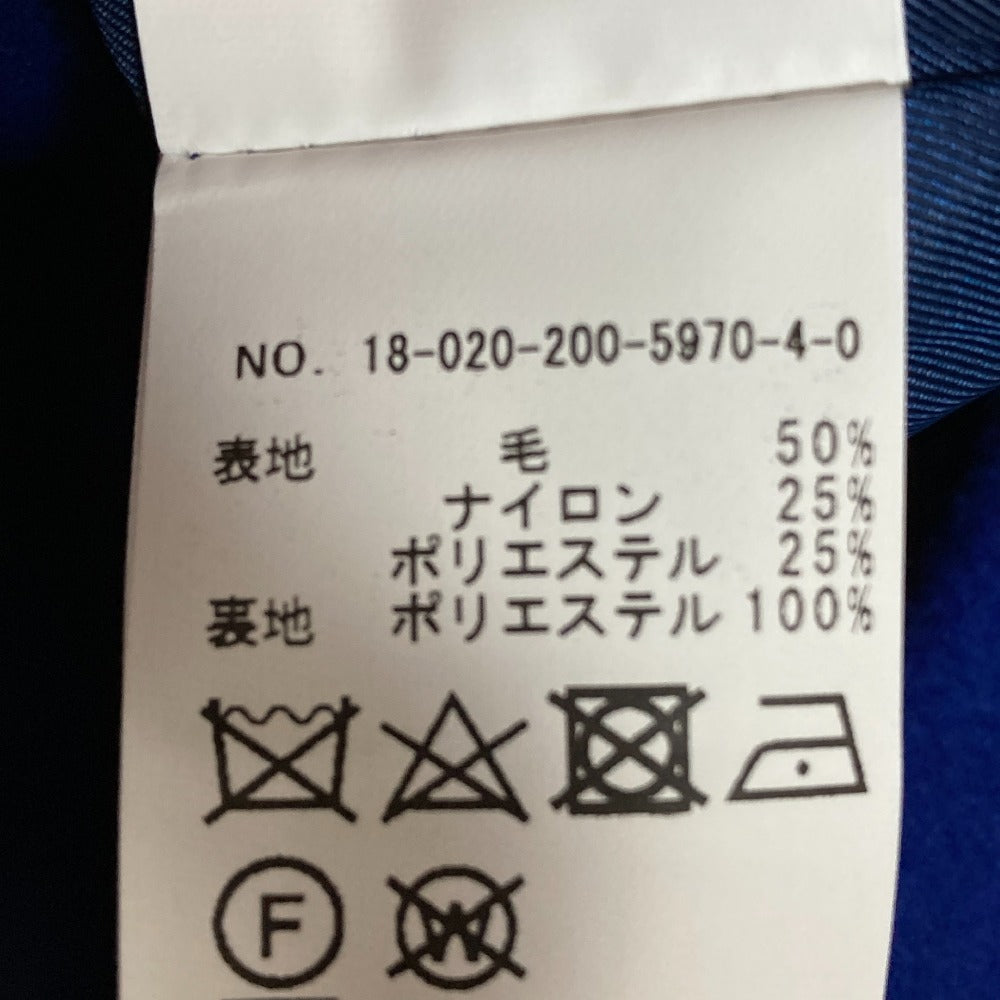 NO. 18-020-200-5970-4-0
表地 毛 50%
ナイロン 25%
ポリエステル 25%
裏地 ポリエステル 100%
F W